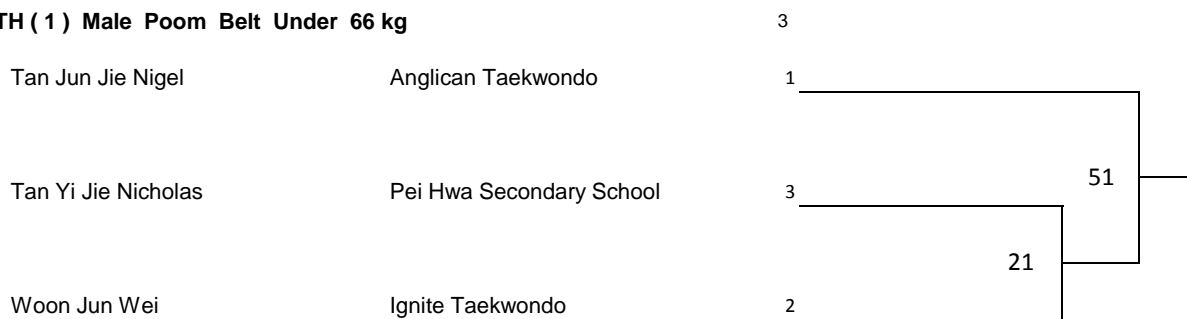 TH ( 1 ) Male Poom Belt Under 66 kg 3
Tan Jun Jie Nigel Anglican Taekwondo 1
51
Tan Yi Jie Nicholas Pei Hwa Secondary School 3
21
Woon Jun Wei Ignite Taekwondo 2